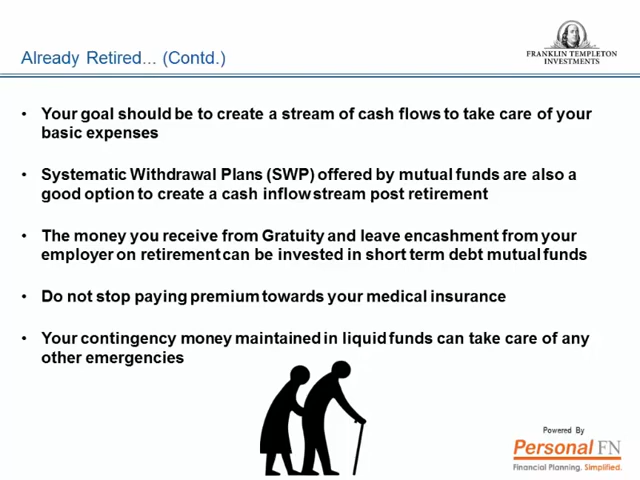 FRANKLIN TEMPLETON
INVESTMENTS
Already Retired... (Contd.)
• Your goal should be to create a stream of cash flows to take care of your
basic expenses
• Systematic Withdrawal Plans (SWP) offered by mutual funds are also a
good option to create a cash inflow stream post retirement
• The money you receive from Gratuity and leave encashment from your
employer on retirement can be invested in short term debt mutual funds
• Do not stop paying premium towards your medical insurance
• Your contingency money maintained in liquid funds can take care of any
other emergencies
Powered By
Personal FN
Financial Planning. Simplified.